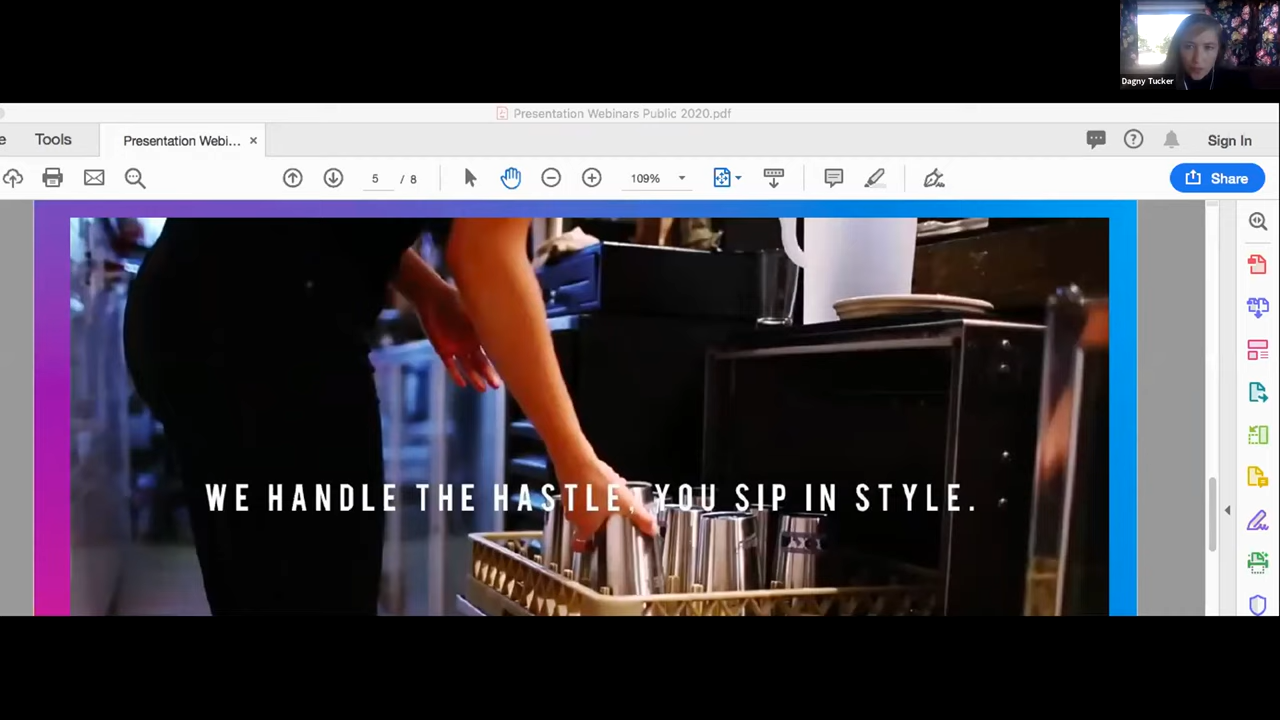 Dagny Tucker
Presentation Webinars Public 2020.pdf
e
Tools
Presentation Webi... ×
Sign In
5 / 8
109%
Share
WE HANDLE THE HASTLE, YOU SIP IN STYLE.